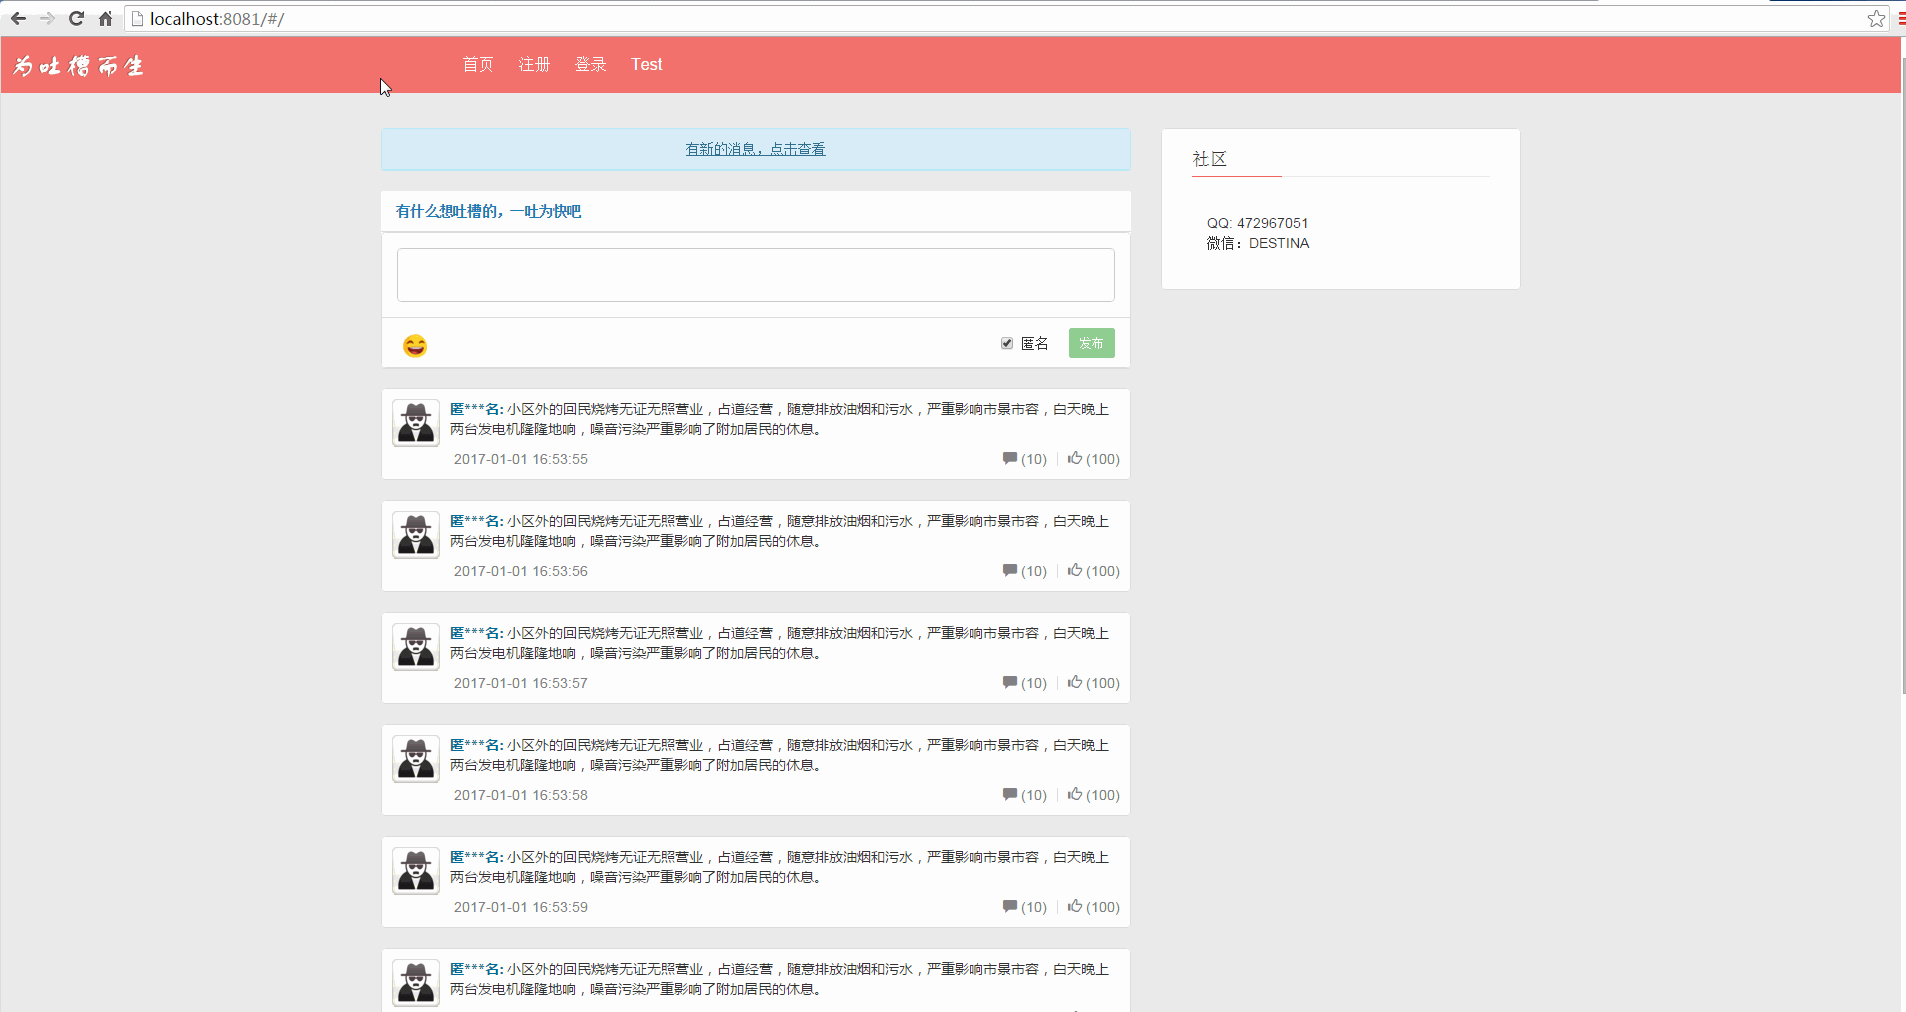 localhost:8081/#/
为吐槽而生
首页 注册 登录 Test
有新的消息，点击查看
有什么想吐槽的，一吐为快吧
匿名 发布
匿***名: 小区外的回民烧烤无证无照营业，占道经营，随意排放油烟和污水，严重影响市景市容，白天晚上
两台发电机隆隆地响，噪音污染严重影响了附加居民的休息。
2017-01-01 16:53:55 (10) (100)
匿***名: 小区外的回民烧烤无证无照营业，占道经营，随意排放油烟和污水，严重影响市景市容，白天晚上
两台发电机隆隆地响，噪音污染严重影响了附加居民的休息。
2017-01-01 16:53:56 (10) (100)
匿***名: 小区外的回民烧烤无证无照营业，占道经营，随意排放油烟和污水，严重影响市景市容，白天晚上
两台发电机隆隆地响，噪音污染严重影响了附加居民的休息。
2017-01-01 16:53:57 (10) (100)
匿***名: 小区外的回民烧烤无证无照营业，占道经营，随意排放油烟和污水，严重影响市景市容，白天晚上
两台发电机隆隆地响，噪音污染严重影响了附加居民的休息。
2017-01-01 16:53:58 (10) (100)
匿***名: 小区外的回民烧烤无证无照营业，占道经营，随意排放油烟和污水，严重影响市景市容，白天晚上
两台发电机隆隆地响，噪音污染严重影响了附加居民的休息。
2017-01-01 16:53:59 (10) (100)
匿***名: 小区外的回民烧烤无证无照营业，占道经营，随意排放油烟和污水，严重影响市景市容，白天晚上
两台发电机隆隆地响，噪音污染严重影响了附加居民的休息。
社区
QQ: 472967051
微信：DESTINA